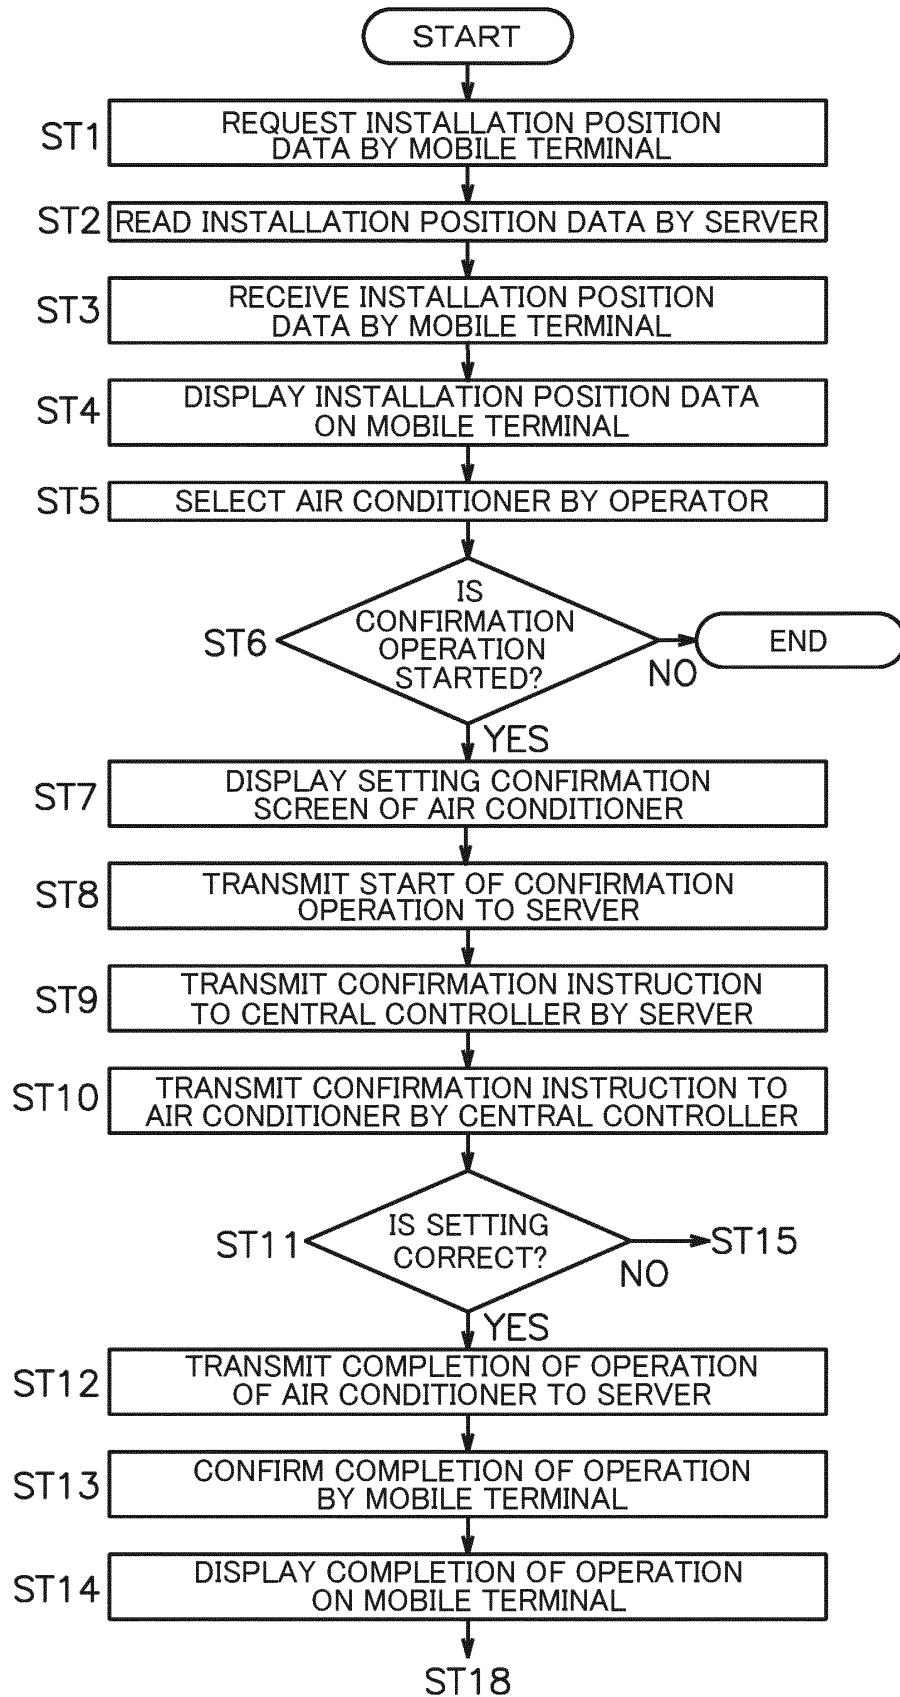 START
ST1
REQUEST INSTALLATION POSITION
DATA BY MOBILE TERMINAL
ST2
READ INSTALLATION POSITION DATA BY SERVER
ST3
RECEIVE INSTALLATION POSITION
DATA BY MOBILE TERMINAL
ST4
DISPLAY INSTALLATION POSITION DATA
ON MOBILE TERMINAL
ST5
SELECT AIR CONDITIONER BY OPERATOR
ST6
IS
CONFIRMATION
OPERATION
STARTED?
NO
END
YES
ST7
DISPLAY SETTING CONFIRMATION
SCREEN OF AIR CONDITIONER
ST8
TRANSMIT START OF CONFIRMATION
OPERATION TO SERVER
ST9
TRANSMIT CONFIRMATION INSTRUCTION
TO CENTRAL CONTROLLER BY SERVER
ST10
TRANSMIT CONFIRMATION INSTRUCTION TO
AIR CONDITIONER BY CENTRAL CONTROLLER
ST11
IS SETTING
CORRECT?
NO
ST15
YES
ST12
TRANSMIT COMPLETION OF OPERATION
OF AIR CONDITIONER TO SERVER
ST13
CONFIRM COMPLETION OF OPERATION
BY MOBILE TERMINAL
ST14
DISPLAY COMPLETION OF OPERATION
ON MOBILE TERMINAL
ST18